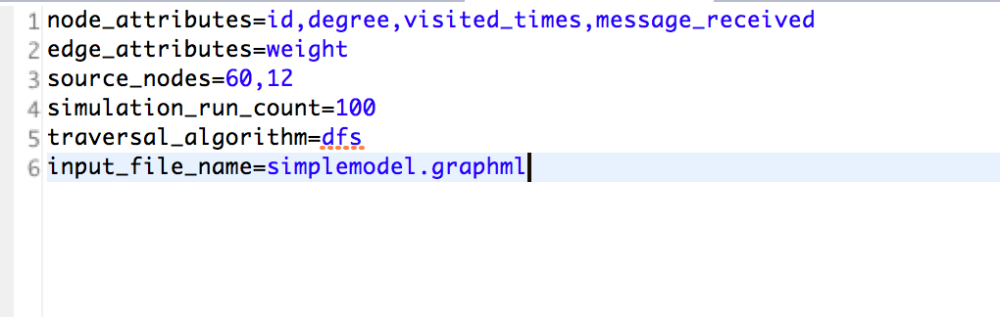 1 node_attributes=id,degree,visited_times,message_received
2 edge_attributes=weight
3 source_nodes=60,12
4 simulation_run_count=100
5 traversal_algorithm=dfs
6 input_file_name=simplemodel.graphml